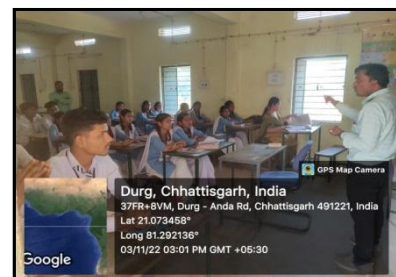 GPS Map Camera
Durg, Chhattisgarh, India
37FR+8VM, Durg - Anda Rd, Chhattisgarh 491221, India
Lat 21.073458°
Long 81.292136°
03/11/22 03:01 PM GMT +05:30
Google